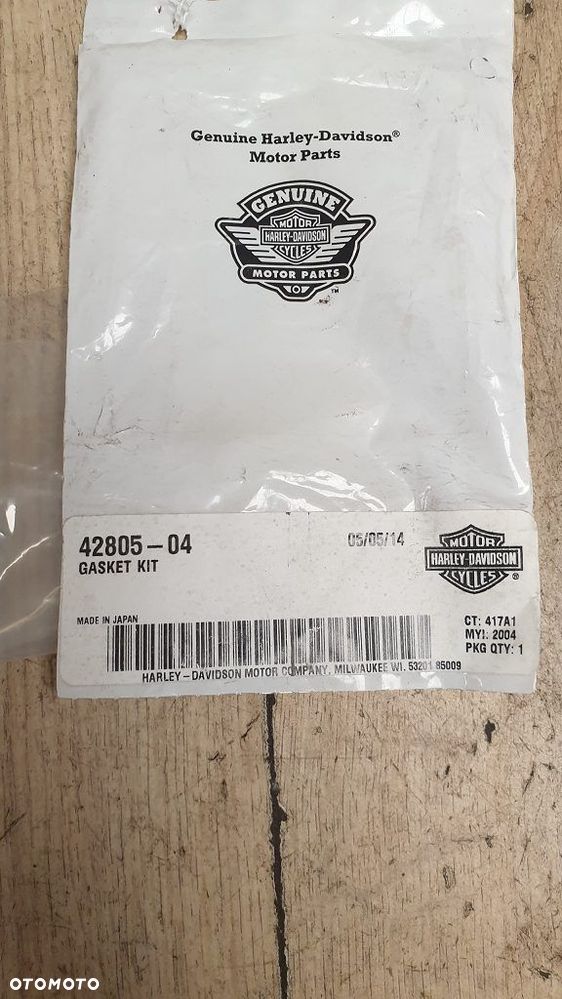 Genuine Harley-Davidson®
Motor Parts
GENUINE
MOTOR
HARLEY-DAVIDSON
CYCLES
MOTOR PARTS
TM
42805-04
GASKET KIT
05/05/14
MOTOR
HARLEY-DAVIDSON
CYCLES
®
MADE IN JAPAN
CT: 417A1
MYI: 2004
PKG QTY: 1
HARLEY-DAVIDSON MOTOR COMPANY. MILWAUKEE WI. 53201 85009
OTOMOTO